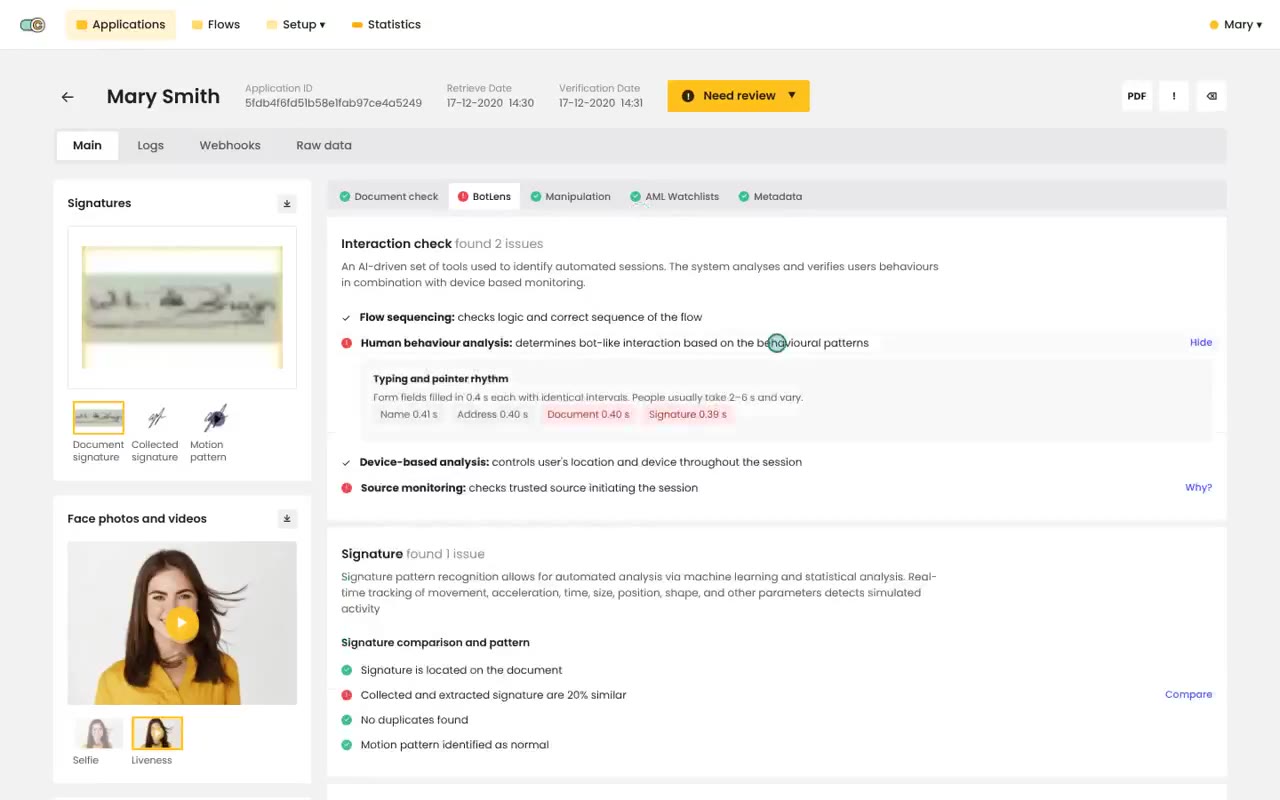 Applications
Flows
Setup ▾
Statistics
Mary ▾
Mary Smith
Application ID
5fdb4f6fd51b58e1fab97ce4a5249
Retrieve Date
17-12-2020 14:30
Verification Date
17-12-2020 14:31
Need review ▼
PDF
!
Main
Logs
Webhooks
Raw data
Signatures
Document signature
Collected signature
Motion pattern
Face photos and videos
Selfie
Liveness
Document check
BotLens
Manipulation
AML Watchlists
Metadata
Interaction check found 2 issues
An AI-driven set of tools used to identify automated sessions. The system analyses and verifies users behaviours
in combination with device based monitoring.
Flow sequencing: checks logic and correct sequence of the flow
Human behaviour analysis: determines bot-like interaction based on the behavioural patterns
Hide
Typing and pointer rhythm
Form fields filled in 0.4 s each with identical intervals. People usually take 2–6 s and vary.
Name 0.41 s
Address 0.40 s
Document 0.40 s
Signature 0.39 s
Device-based analysis: controls user's location and device throughout the session
Source monitoring: checks trusted source initiating the session
Why?
Signature found 1 issue
Signature pattern recognition allows for automated analysis via machine learning and statistical analysis. Real-
time tracking of movement, acceleration, time, size, position, shape, and other parameters detects simulated
activity
Signature comparison and pattern
Signature is located on the document
Collected and extracted signature are 20% similar
Compare
No duplicates found
Motion pattern identified as normal